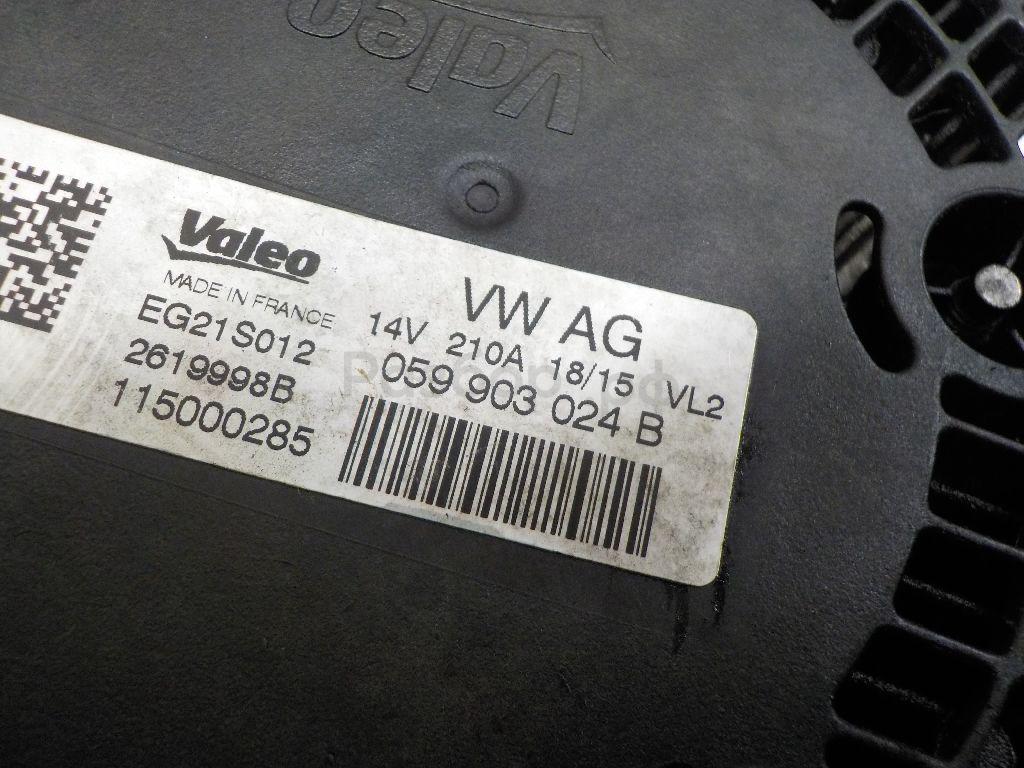 Valeo
Valeo
MADE IN FRANCE
EG21S012
2619998B
115000285
VW AG
14V 210A 18/15 VL2
059 903 024 B